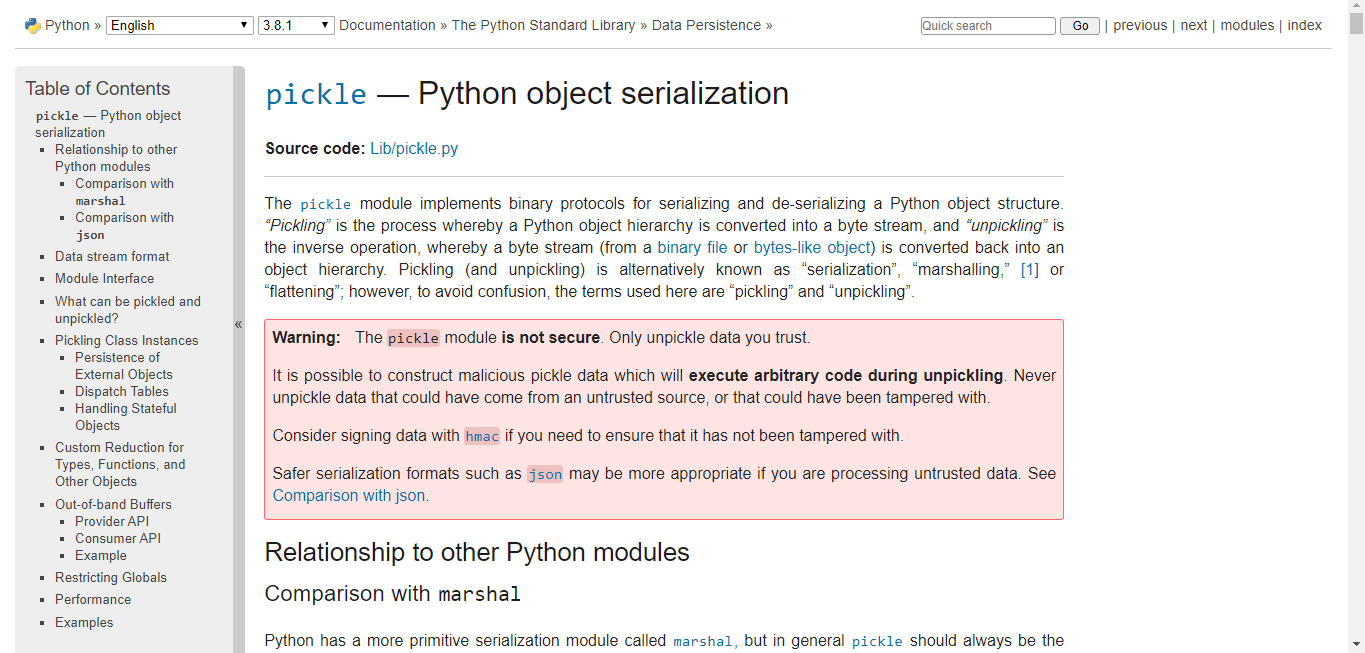 Python » English 3.8.1 Documentation » The Python Standard Library » Data Persistence » Quick search Go | previous | next | modules | index
Table of Contents
pickle — Python object
serialization
Relationship to other
Python modules
Comparison with
marshal
Comparison with
json
Data stream format
Module Interface
What can be pickled and
unpickled?
Pickling Class Instances
Persistence of
External Objects
Dispatch Tables
Handling Stateful
Objects
Custom Reduction for
Types, Functions, and
Other Objects
Out-of-band Buffers
Provider API
Consumer API
Example
Restricting Globals
Performance
Examples
«
pickle — Python object serialization
Source code: Lib/pickle.py
The pickle module implements binary protocols for serializing and de-serializing a Python object structure.
“Pickling” is the process whereby a Python object hierarchy is converted into a byte stream, and “unpickling” is
the inverse operation, whereby a byte stream (from a binary file or bytes-like object) is converted back into an
object hierarchy. Pickling (and unpickling) is alternatively known as “serialization”, “marshalling,” [1] or
“flattening”; however, to avoid confusion, the terms used here are “pickling” and “unpickling”.
Warning: The pickle module is not secure. Only unpickle data you trust.
It is possible to construct malicious pickle data which will execute arbitrary code during unpickling. Never
unpickle data that could have come from an untrusted source, or that could have been tampered with.
Consider signing data with hmac if you need to ensure that it has not been tampered with.
Safer serialization formats such as json may be more appropriate if you are processing untrusted data. See
Comparison with json.
Relationship to other Python modules
Comparison with marshal
Python has a more primitive serialization module called marshal, but in general pickle should always be the